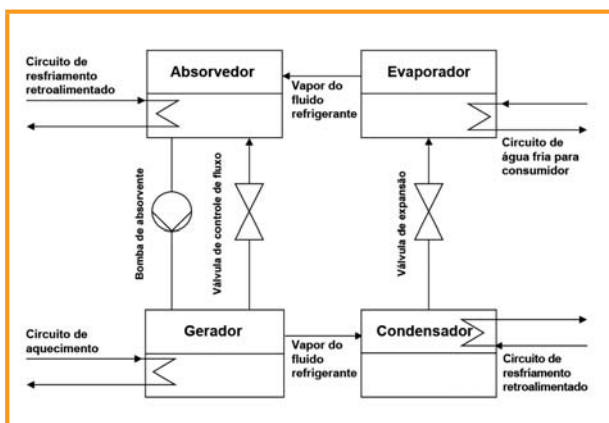 Circuito de
resfriamento
retroalimentado
Absorvedor
Vapor do
fluido
refrigerante
Evaporador
Circuito de
água fria para
consumidor
Bomba de absorvente
Válvula de controle de fluxo
Válvula de expansão
Circuito de
aquecimento
Gerador
Vapor do
fluido
refrigerante
Condensador
Circuito de
resfriamento
retroalimentado